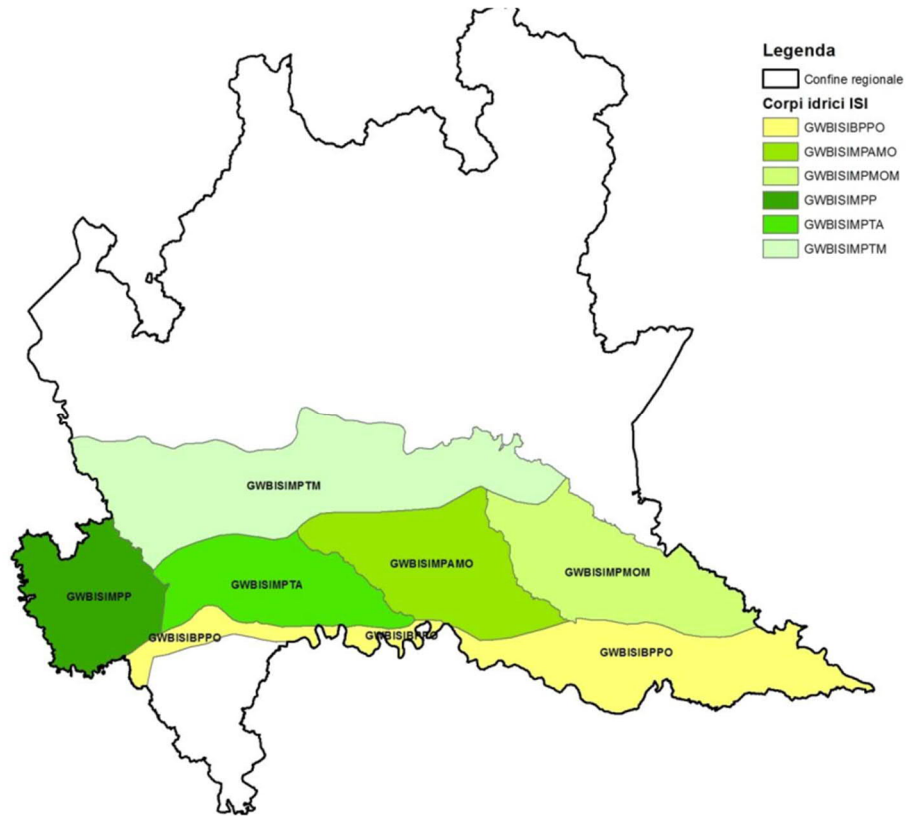 Legenda
Confine regionale
Corpi idrici ISI
GWBISIBPPO
GWBISIMPAMO
GWBISIMPMOM
GWBISIMPP
GWBISIMPTA
GWBISIMPTM
GWBISIMPTM
GWBISIMPAMO
GWBISIMPMOM
GWBISIMPTA
GWBISIMPP
GWBISIBPPO
GWBISIBPPO
GWBISIBPPO